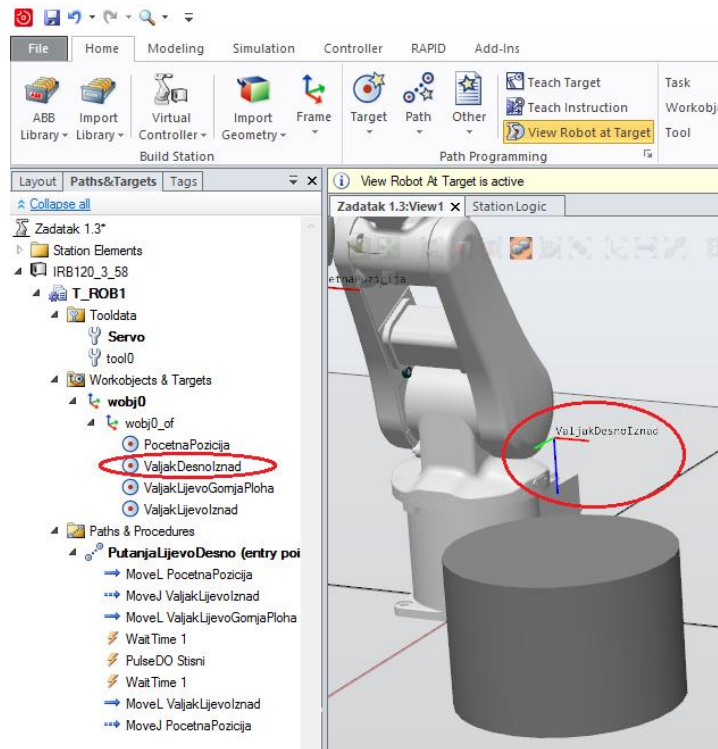 File Home Modeling Simulation Controller RAPID Add-Ins
ABB Library
Import Library
Virtual Controller
Import Geometry
Frame
Target
Path
Other
Teach Target
Teach Instruction
View Robot at Target
Task
Workobj
Tool
Build Station
Path Programming
Layout Paths&Targets Tags
View Robot At Target is active
Collapse all
Zadatak 1.3:View1 Station Logic
Zadatak 1.3*
Station Elements
IRB120_3_58
T_ROB1
Tooldata
Servo
tool0
Workobjects & Targets
wobj0
wobj0_of
PocetnaPozicija
ValjakDesnoIznad
ValjakLijevoGornjaPloha
ValjakLijevoIznad
Paths & Procedures
PutanjaLijevoDesno (entry poi
MoveL PocetnaPozicija
MoveJ ValjakLijevoIznad
MoveL ValjakLijevoGornjaPloha
WaitTime 1
PulseDO Stisni
WaitTime 1
MoveL ValjakLijevoIznad
MoveJ PocetnaPozicija
etnaPozicija
ValjakDesnoIznad